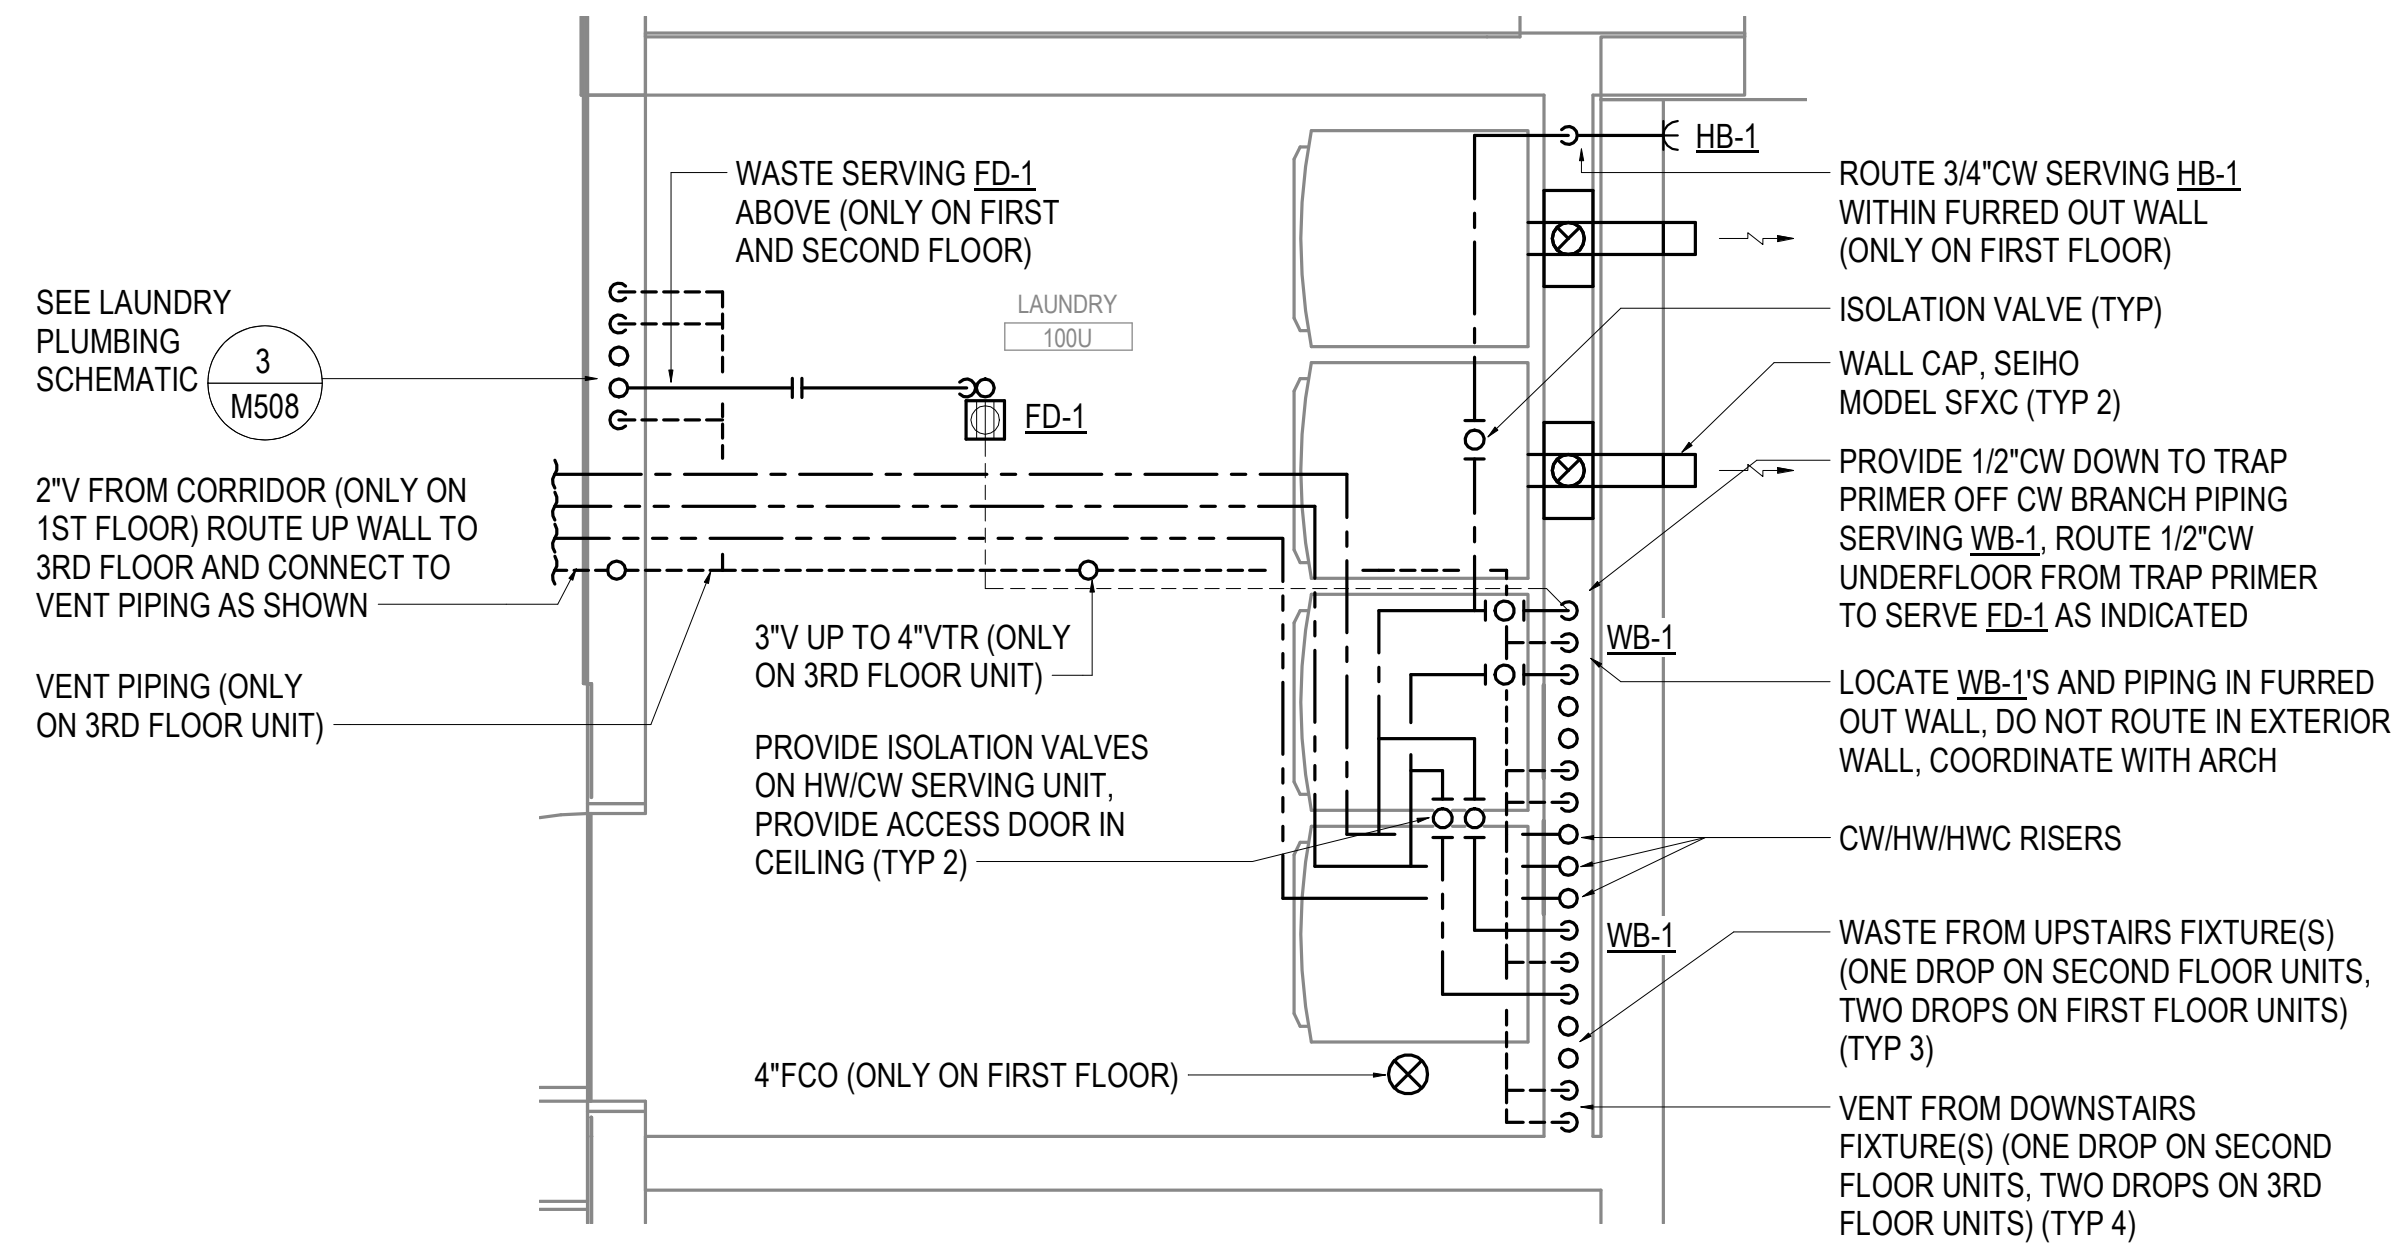 HB-1
WASTE SERVING FD-1
ABOVE (ONLY ON FIRST
AND SECOND FLOOR)
ROUTE 3/4"CW SERVING HB-1
WITHIN FURRED OUT WALL
(ONLY ON FIRST FLOOR)
SEE LAUNDRY
PLUMBING
SCHEMATIC
3
M508
LAUNDRY
100U
ISOLATION VALVE (TYP)
WALL CAP, SEIHO
MODEL SFXC (TYP 2)
FD-1
2"V FROM CORRIDOR (ONLY ON
1ST FLOOR) ROUTE UP WALL TO
3RD FLOOR AND CONNECT TO
VENT PIPING AS SHOWN
PROVIDE 1/2"CW DOWN TO TRAP
PRIMER OFF CW BRANCH PIPING
SERVING WB-1, ROUTE 1/2"CW
UNDERFLOOR FROM TRAP PRIMER
TO SERVE FD-1 AS INDICATED
3"V UP TO 4"VTR (ONLY
ON 3RD FLOOR UNIT)
WB-1
VENT PIPING (ONLY
ON 3RD FLOOR UNIT)
LOCATE WB-1'S AND PIPING IN FURRED
OUT WALL, DO NOT ROUTE IN EXTERIOR
WALL, COORDINATE WITH ARCH
PROVIDE ISOLATION VALVES
ON HW/CW SERVING UNIT,
PROVIDE ACCESS DOOR IN
CEILING (TYP 2)
CW/HW/HWC RISERS
WB-1
WASTE FROM UPSTAIRS FIXTURE(S)
(ONE DROP ON SECOND FLOOR UNITS,
TWO DROPS ON FIRST FLOOR UNITS)
(TYP 3)
4"FCO (ONLY ON FIRST FLOOR)
VENT FROM DOWNSTAIRS
FIXTURE(S) (ONE DROP ON SECOND
FLOOR UNITS, TWO DROPS ON 3RD
FLOOR UNITS) (TYP 4)